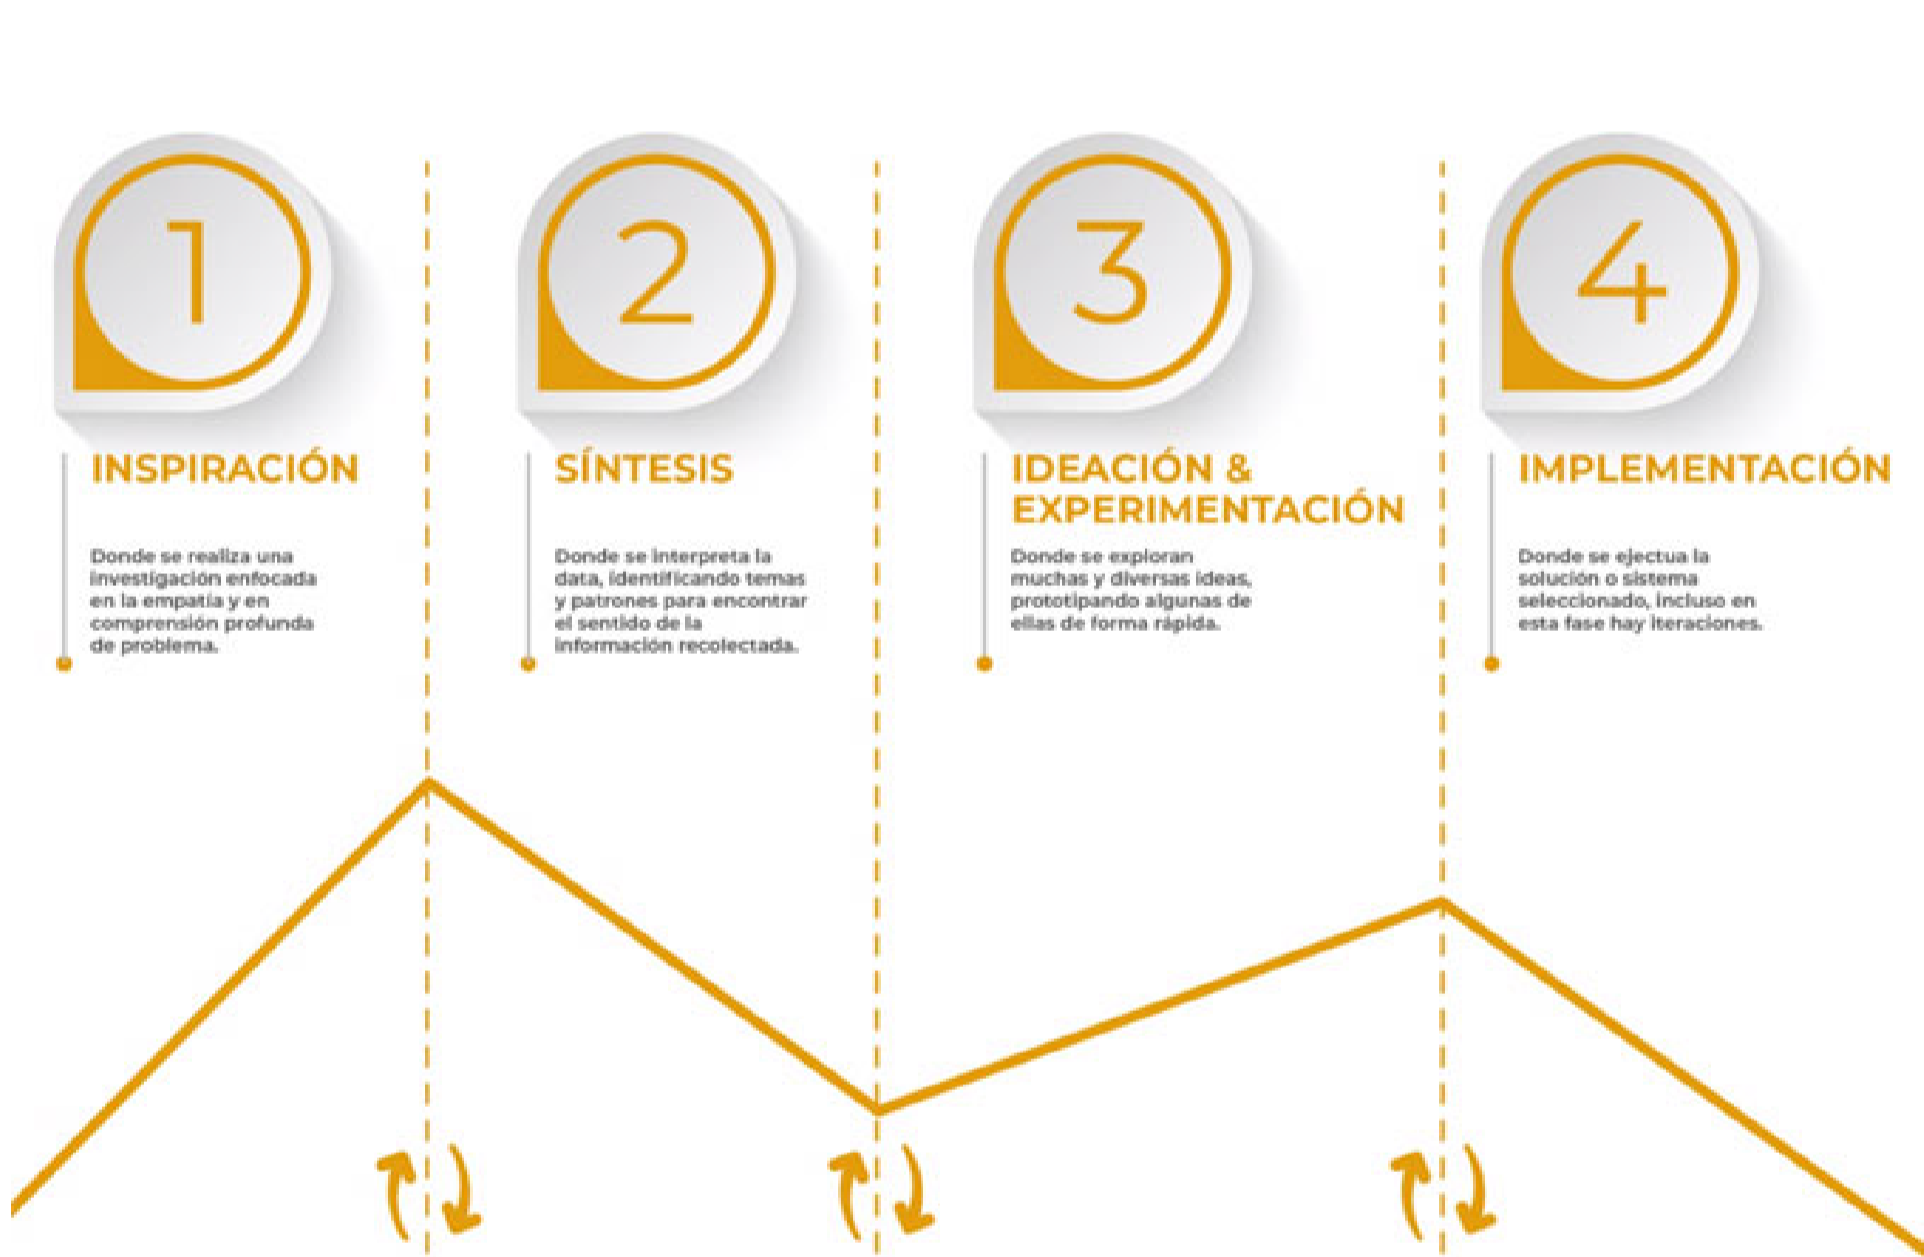 1
INSPIRACIÓN
Donde se realiza una
investigación enfocada
en la empatía y en
comprensión profunda
de problema.
2
SÍNTESIS
Donde se interpreta la
data, identificando temas
y patrones para encontrar
el sentido de la
información recolectada.
3
IDEACIÓN &
EXPERIMENTACIÓN
Donde se exploran
muchas y diversas ideas,
prototipando algunas de
ellas de forma rápida.
4
IMPLEMENTACIÓN
Donde se ejectua la
solución o sistema
seleccionado, incluso en
esta fase hay iteraciones.